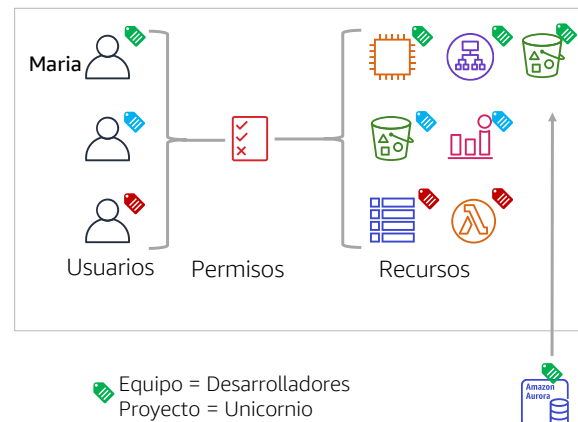 Maria
Usuarios
Permisos
Recursos
Equipo = Desarrolladores
Proyecto = Unicornio
Amazon
Aurora